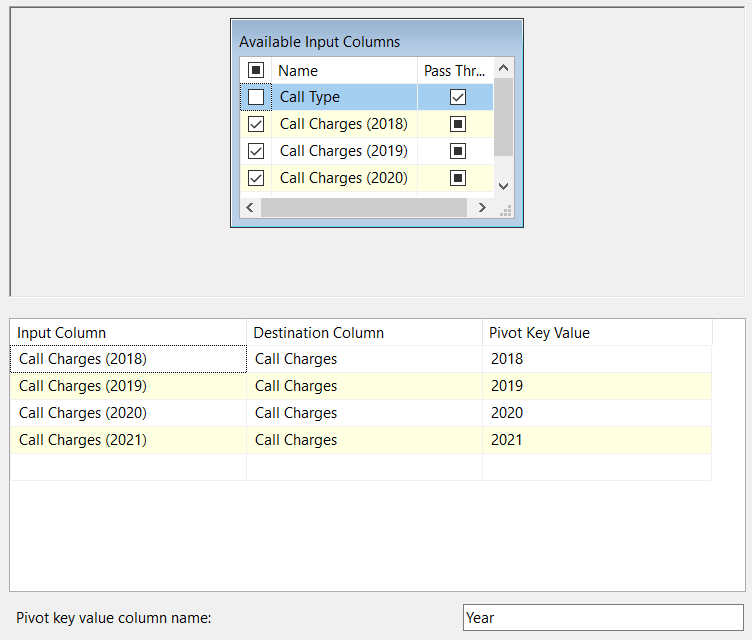 Available Input Columns
Name Pass Thr...
Call Type
Call Charges (2018)
Call Charges (2019)
Call Charges (2020)
Input Column Destination Column Pivot Key Value
Call Charges (2018) Call Charges 2018
Call Charges (2019) Call Charges 2019
Call Charges (2020) Call Charges 2020
Call Charges (2021) Call Charges 2021
Pivot key value column name: Year